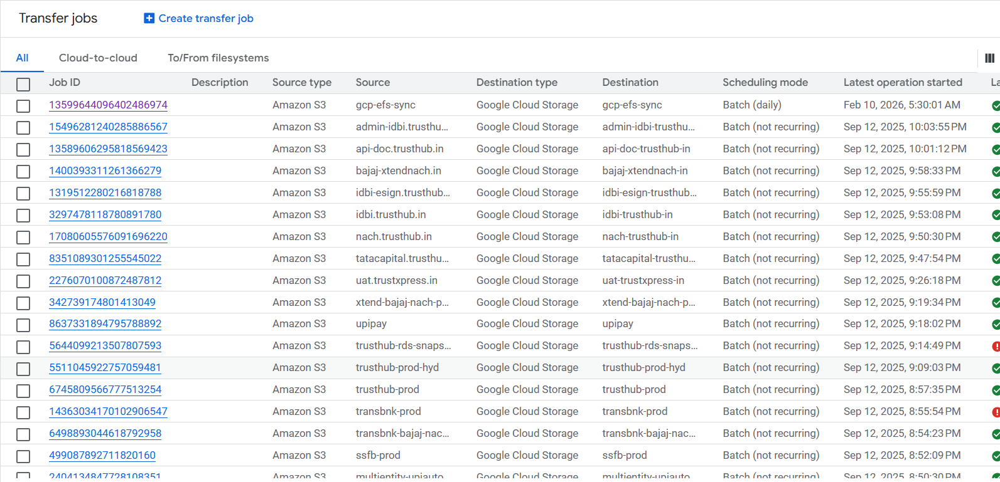 Transfer jobs Create transfer job
All Cloud-to-cloud To/From filesystems
Job ID Description Source type Source Destination type Destination Scheduling mode Latest operation started La
13599644096402486974 Amazon S3 gcp-efs-sync Google Cloud Storage gcp-efs-sync Batch (daily) Feb 10, 2026, 5:30:01 AM
15496281240285886567 Amazon S3 admin-idbi.trusthu... Google Cloud Storage admin-idbi-trusthu... Batch (not recurring) Sep 12, 2025, 10:03:55 PM
13589606295818569423 Amazon S3 api-doc.trusthub.in Google Cloud Storage api-doc-trusthub-in Batch (not recurring) Sep 12, 2025, 10:01:12 PM
1400393311261366279 Amazon S3 bajaj-xtendnach.in Google Cloud Storage bajaj-xtendnach-in Batch (not recurring) Sep 12, 2025, 9:58:33 PM
1319512280216818788 Amazon S3 idbi-esign.trusthub... Google Cloud Storage idbi-esign-trusthub... Batch (not recurring) Sep 12, 2025, 9:55:59 PM
3297478118780891780 Amazon S3 idbi.trusthub.in Google Cloud Storage idbi-trusthub-in Batch (not recurring) Sep 12, 2025, 9:53:08 PM
17080605576091696220 Amazon S3 nach.trusthub.in Google Cloud Storage nach-trusthub-in Batch (not recurring) Sep 12, 2025, 9:50:30 PM
8351089301255545022 Amazon S3 tatacapital.trusthu... Google Cloud Storage tatacapital-trusthu... Batch (not recurring) Sep 12, 2025, 9:47:54 PM
2276070100872487812 Amazon S3 uat.trustxpress.in Google Cloud Storage uat-trustxpress-in Batch (not recurring) Sep 12, 2025, 9:26:18 PM
342739174801413049 Amazon S3 xtend-bajaj-nach-p... Google Cloud Storage xtend-bajaj-nach-p... Batch (not recurring) Sep 12, 2025, 9:19:34 PM
8637331894795788892 Amazon S3 upipay Google Cloud Storage upipay Batch (not recurring) Sep 12, 2025, 9:18:02 PM
5644099213507807593 Amazon S3 trusthub-rds-snaps... Google Cloud Storage trusthub-rds-snaps... Batch (not recurring) Sep 12, 2025, 9:14:49 PM
5511045922757059481 Amazon S3 trusthub-prod-hyd Google Cloud Storage trusthub-prod-hyd Batch (not recurring) Sep 12, 2025, 9:09:03 PM
6745809566777513254 Amazon S3 trusthub-prod Google Cloud Storage trusthub-prod Batch (not recurring) Sep 12, 2025, 8:57:35 PM
14363034170102906547 Amazon S3 transbnk-prod Google Cloud Storage transbnk-prod Batch (not recurring) Sep 12, 2025, 8:55:54 PM
6498893044618792958 Amazon S3 transbnk-bajaj-nac... Google Cloud Storage transbnk-bajaj-nac... Batch (not recurring) Sep 12, 2025, 8:54:23 PM
499087892711820160 Amazon S3 ssfb-prod Google Cloud Storage ssfb-prod Batch (not recurring) Sep 12, 2025, 8:52:09 PM
2404134847728108351 Amazon S3 multientity-upiauto Google Cloud Storage multientity-upiauto Batch (not recurring) Sep 12, 2025, 8:50:30 PM